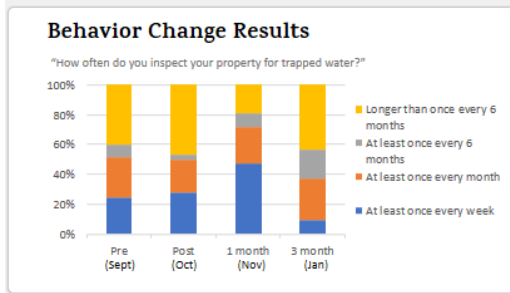 Behavior Change Results
“How often do you inspect your property for trapped water?”
100%
80%
60%
40%
20%
0%
Pre
(Sept)
Post
(Oct)
1 month
(Nov)
3 month
(Jan)
Longer than once every 6
months
At least once every 6
months
At least once every month
At least once every week